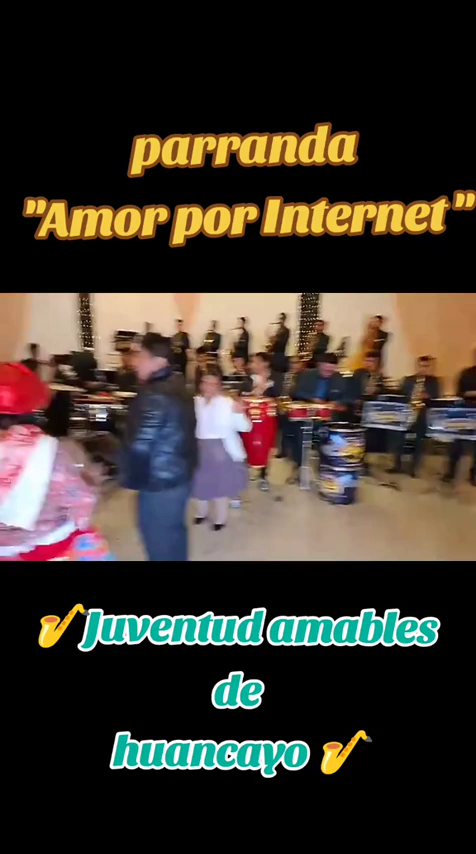 parranda
"Amor por Internet"
🎷Juventud amables
de
huancayo 🎷